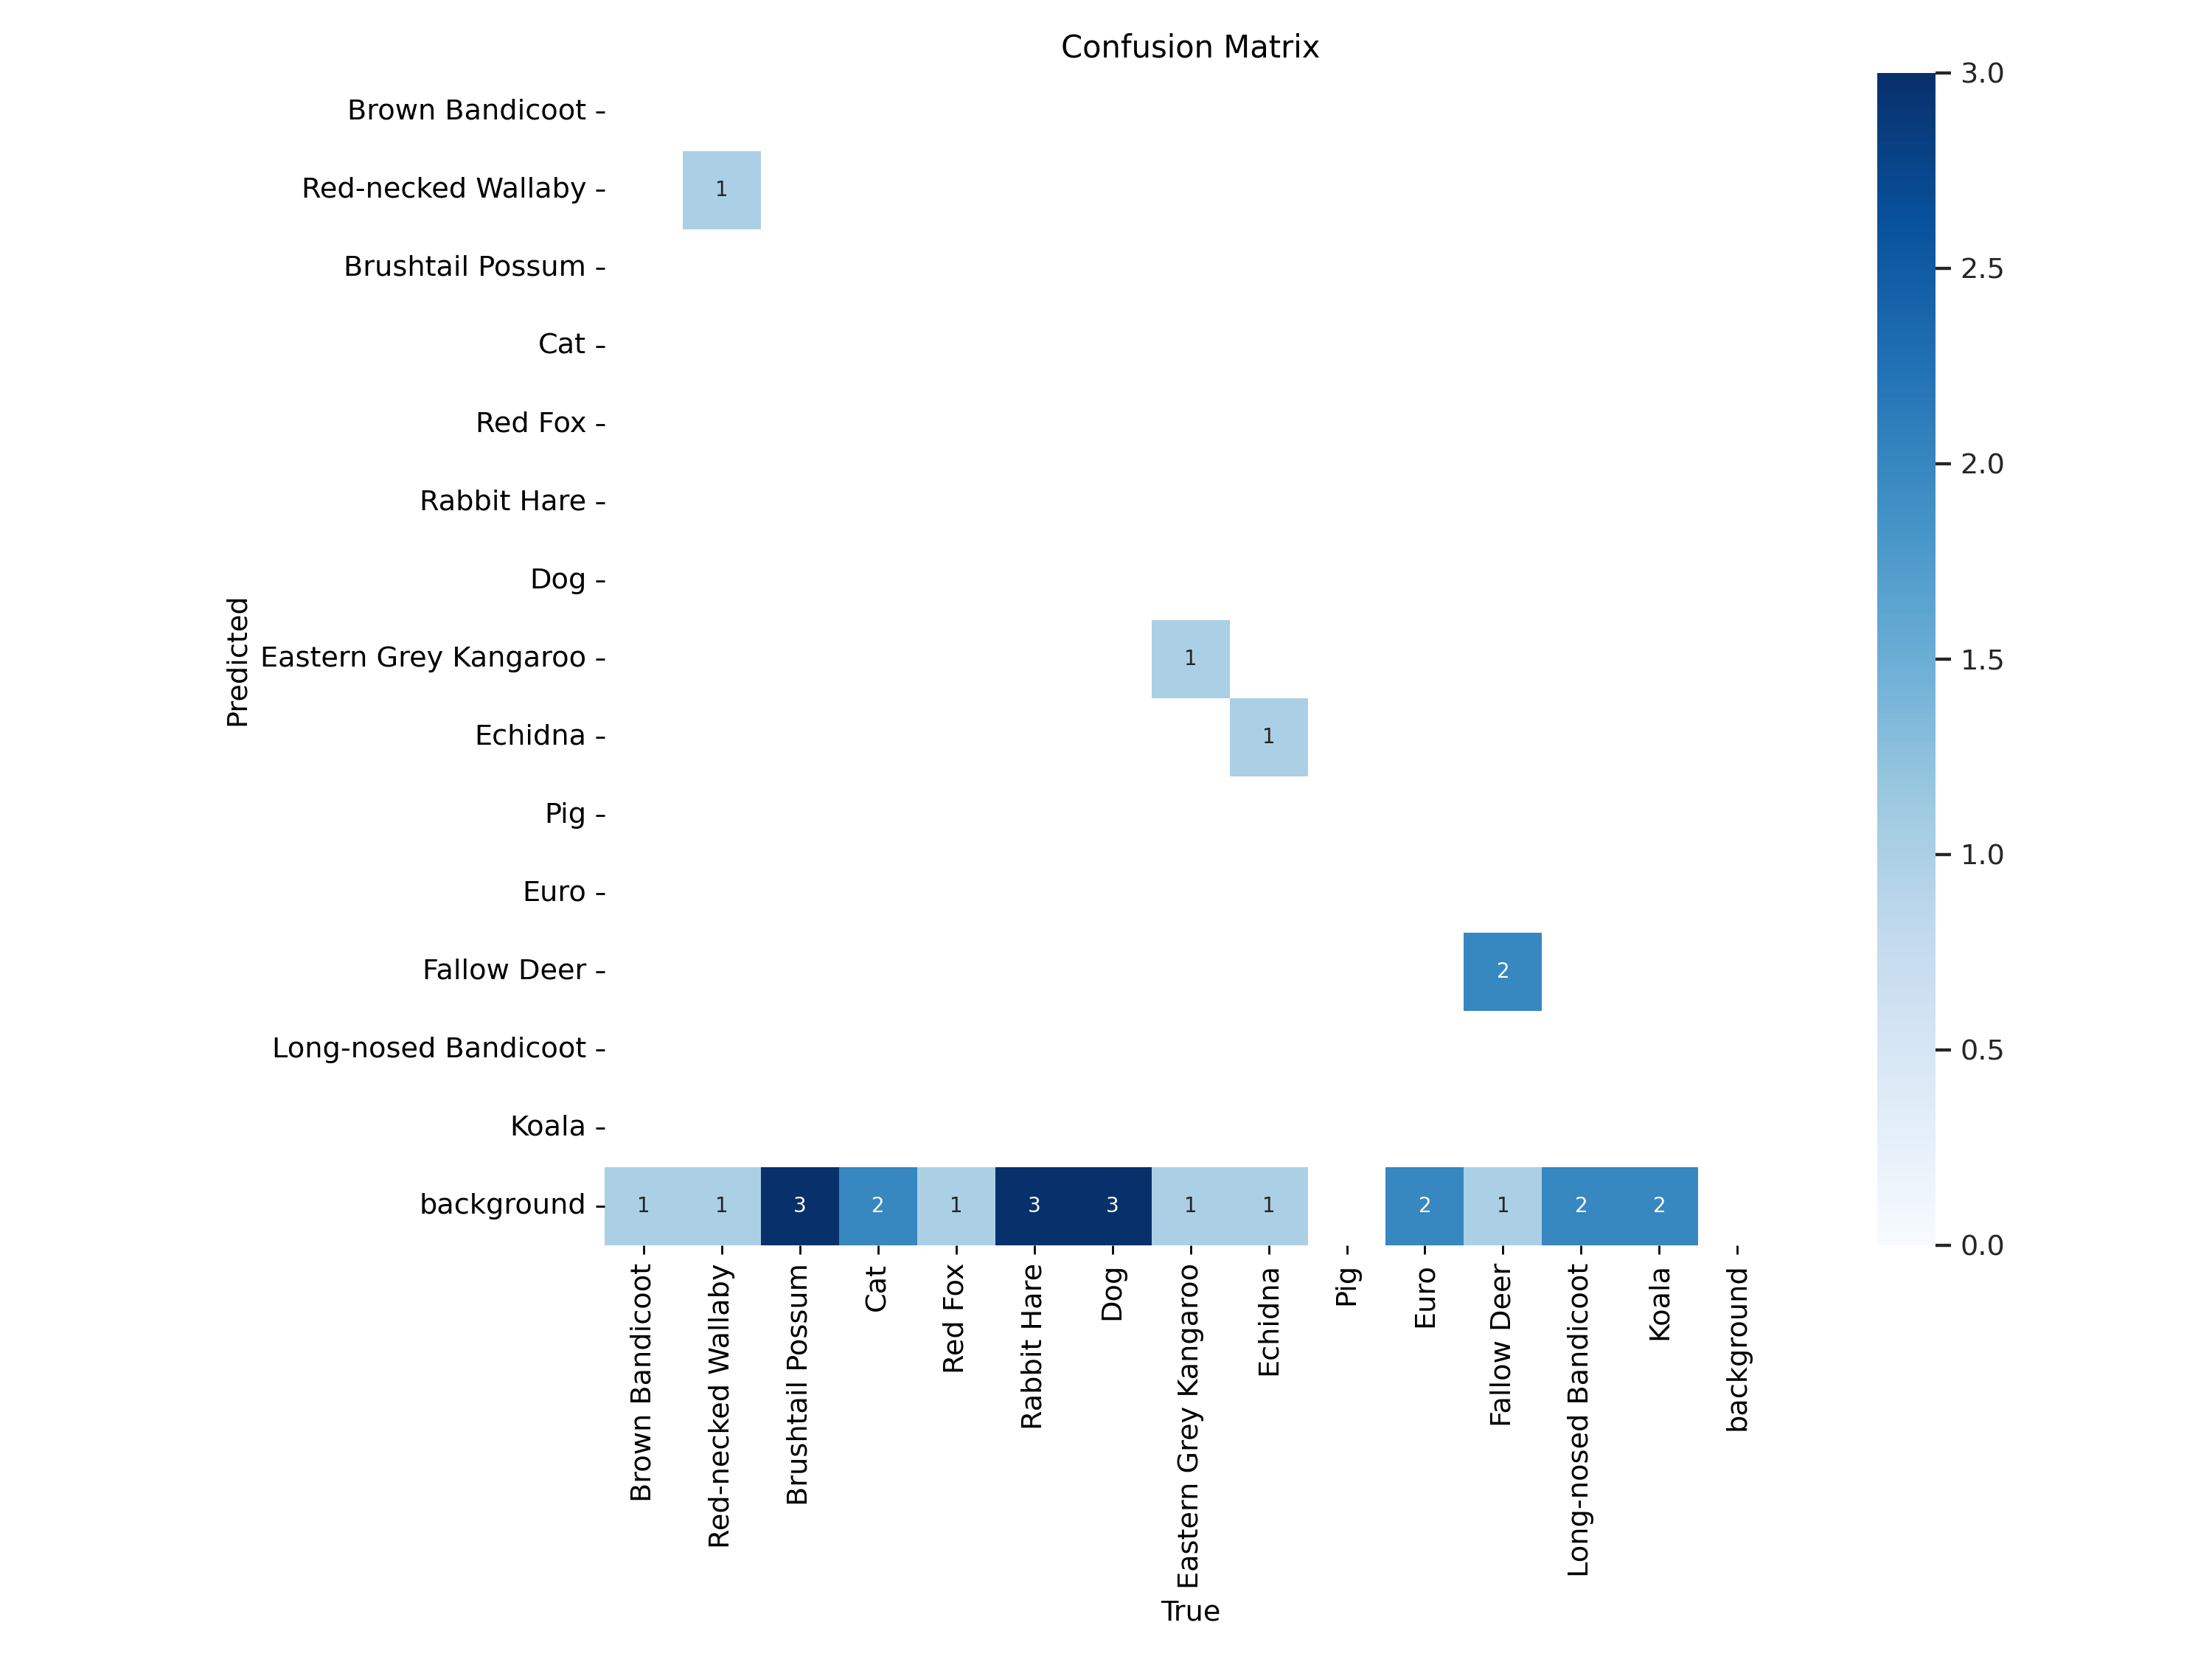 Confusion Matrix
Predicted
Brown Bandicoot
Red-necked Wallaby
1
Brushtail Possum
Cat
Red Fox
Rabbit Hare
Dog
Eastern Grey Kangaroo
1
Echidna
1
Pig
Euro
Fallow Deer
2
Long-nosed Bandicoot
Koala
background
1 1 3 2 1 3 3 1 1 2 1 2 2
Brown Bandicoot
Red-necked Wallaby
Brushtail Possum
Cat
Red Fox
Rabbit Hare
Dog
Eastern Grey Kangaroo
Echidna
Pig
Euro
Fallow Deer
Long-nosed Bandicoot
Koala
background
True
3.0
2.5
2.0
1.5
1.0
0.5
0.0